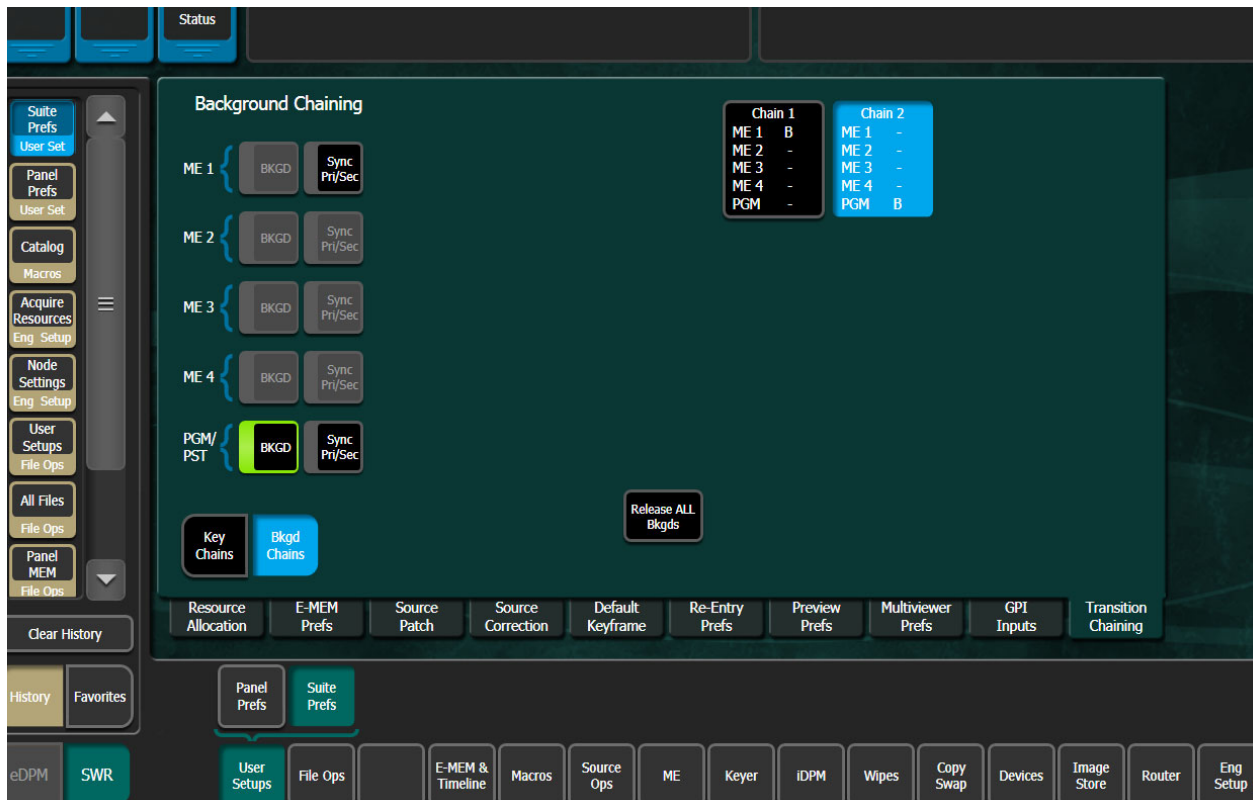 Status
Suite
Prefs
User Set
Panel
Prefs
User Set
Catalog
Macros
Acquire
Resources
Eng Setup
Node
Settings
Eng Setup
User
Setups
File Ops
All Files
File Ops
Panel
MEM
File Ops
Clear History
History
Favorites
eDPM
SWR
Background Chaining
ME 1
BKGD
Sync
Pri/Sec
ME 2
BKGD
Sync
Pri/Sec
ME 3
BKGD
Sync
Pri/Sec
ME 4
BKGD
Sync
Pri/Sec
PGM/
PST
BKGD
Sync
Pri/Sec
Chain 1
ME 1 B
ME 2 -
ME 3 -
ME 4 -
PGM -
Chain 2
ME 1 -
ME 2 -
ME 3 -
ME 4 -
PGM B
Key
Chains
Bkgd
Chains
Release ALL
Bkgds
Resource
Allocation
E-MEM
Prefs
Source
Patch
Source
Correction
Default
Keyframe
Re-Entry
Prefs
Preview
Prefs
Multiviewer
Prefs
GPI
Inputs
Transition
Chaining
Panel
Prefs
Suite
Prefs
User
Setups
File Ops
E-MEM &
Timeline
Macros
Source
Ops
ME
Keyer
iDPM
Wipes
Copy
Swap
Devices
Image
Store
Router
Eng
Setup